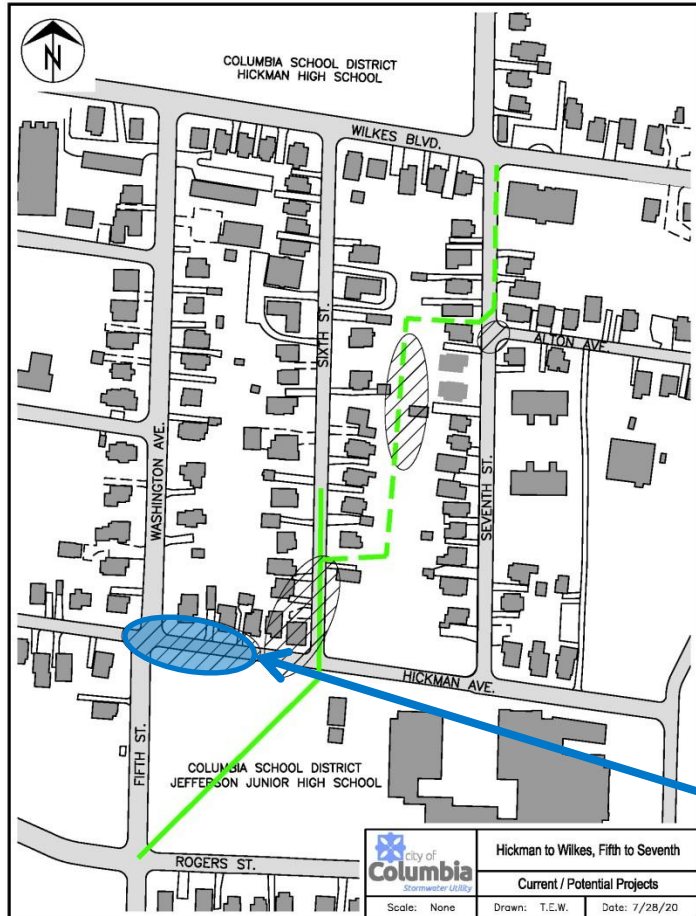 N
COLUMBIA SCHOOL DISTRICT
HICKMAN HIGH SCHOOL
WILKES BLVD.
SIXTH ST.
ALTON AVE.
WASHINGTON AVE.
SEVENTH ST.
HICKMAN AVE.
FIFTH ST.
COLUMBIA SCHOOL DISTRICT
JEFFERSON JUNIOR HIGH SCHOOL
ROGERS ST.
city of
Columbia
Stormwater Utility
Hickman to Wilkes, Fifth to Seventh
Current / Potential Projects
Scale: None
Drawn: T.E.W.
Date: 7/28/20